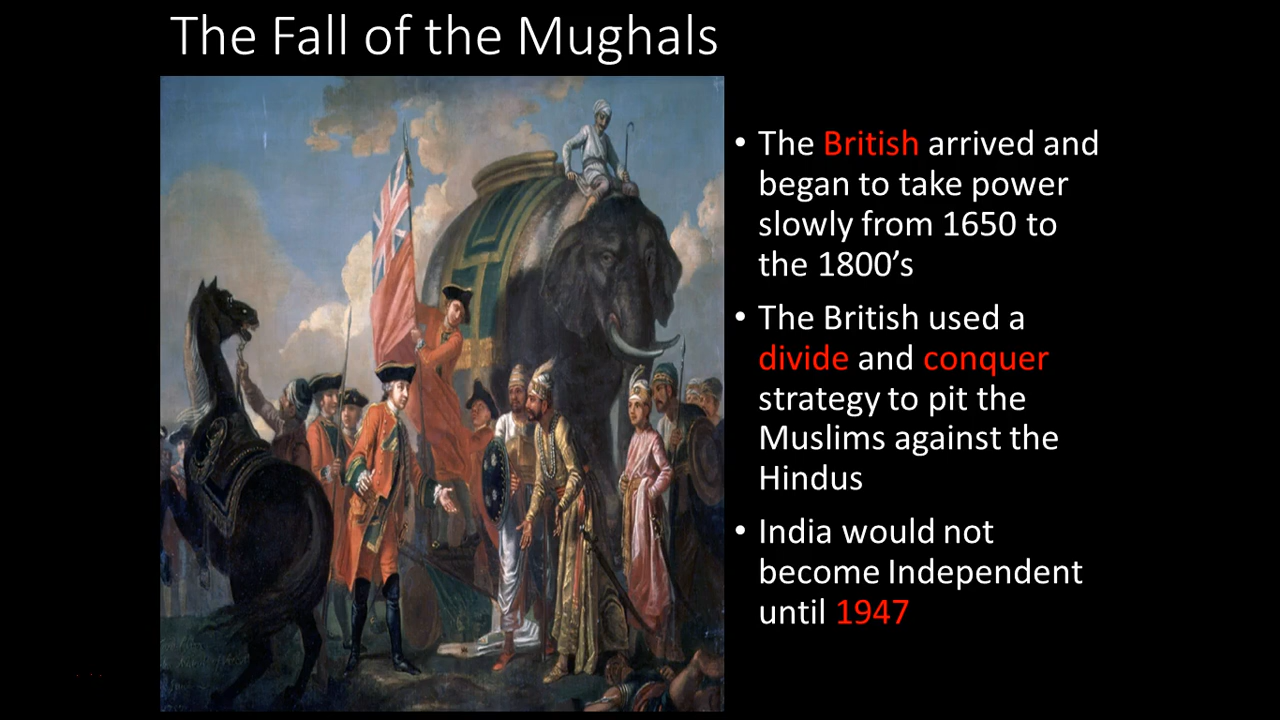 The Fall of the Mughals
• The British arrived and
began to take power
slowly from 1650 to
the 1800’s
• The British used a
divide and conquer
strategy to pit the
Muslims against the
Hindus
• India would not
become Independent
until 1947